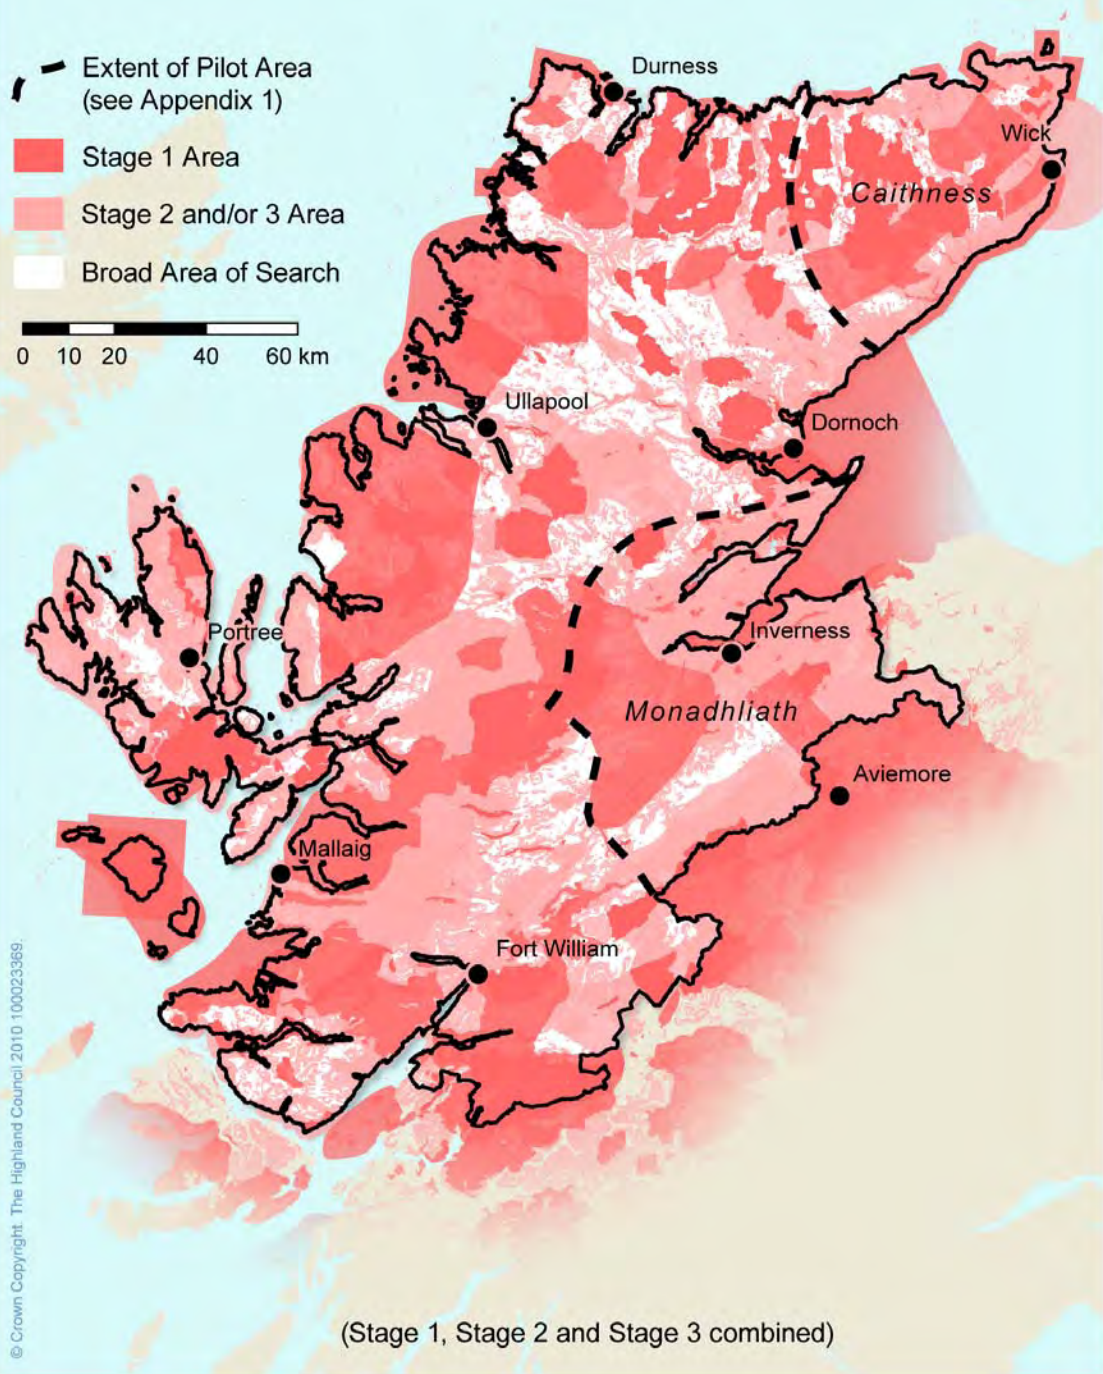 Extent of Pilot Area
(see Appendix 1)
Stage 1 Area
Stage 2 and/or 3 Area
Broad Area of Search
0 10 20 40 60 km
Durness
Wick
Caithness
Ullapool
Dornoch
Portree
Inverness
Monadhliath
Aviemore
Mallaig
Fort William
© Crown Copyright. The Highland Council 2010 100023369.
(Stage 1, Stage 2 and Stage 3 combined)